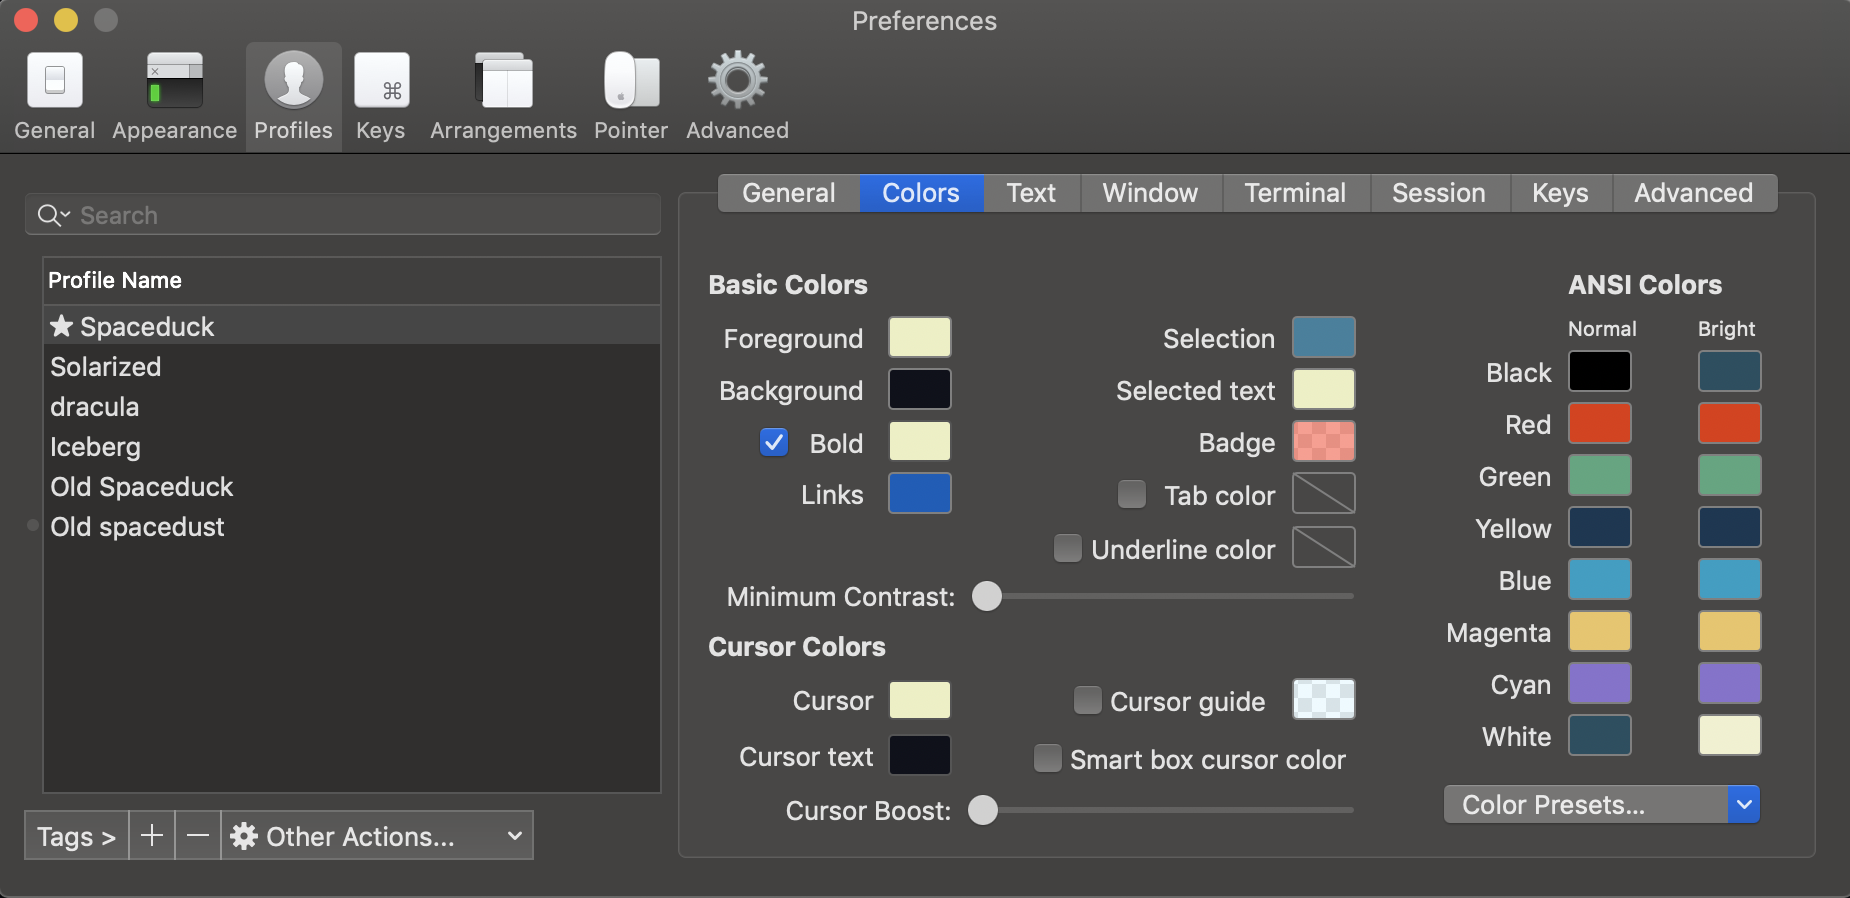 Preferences
General Appearance Profiles Keys Arrangements Pointer Advanced
Search
Profile Name
★ Spaceduck
Solarized
dracula
Iceberg
Old Spaceduck
Old spacedust
Tags > + — Other Actions...
General Colors Text Window Terminal Session Keys Advanced
Basic Colors
Foreground
Background
Bold
Links
Selection
Selected text
Badge
Tab color
Underline color
Minimum Contrast:
Cursor Colors
Cursor
Cursor text
Cursor guide
Smart box cursor color
Cursor Boost:
ANSI Colors
Normal Bright
Black
Red
Green
Yellow
Blue
Magenta
Cyan
White
Color Presets...